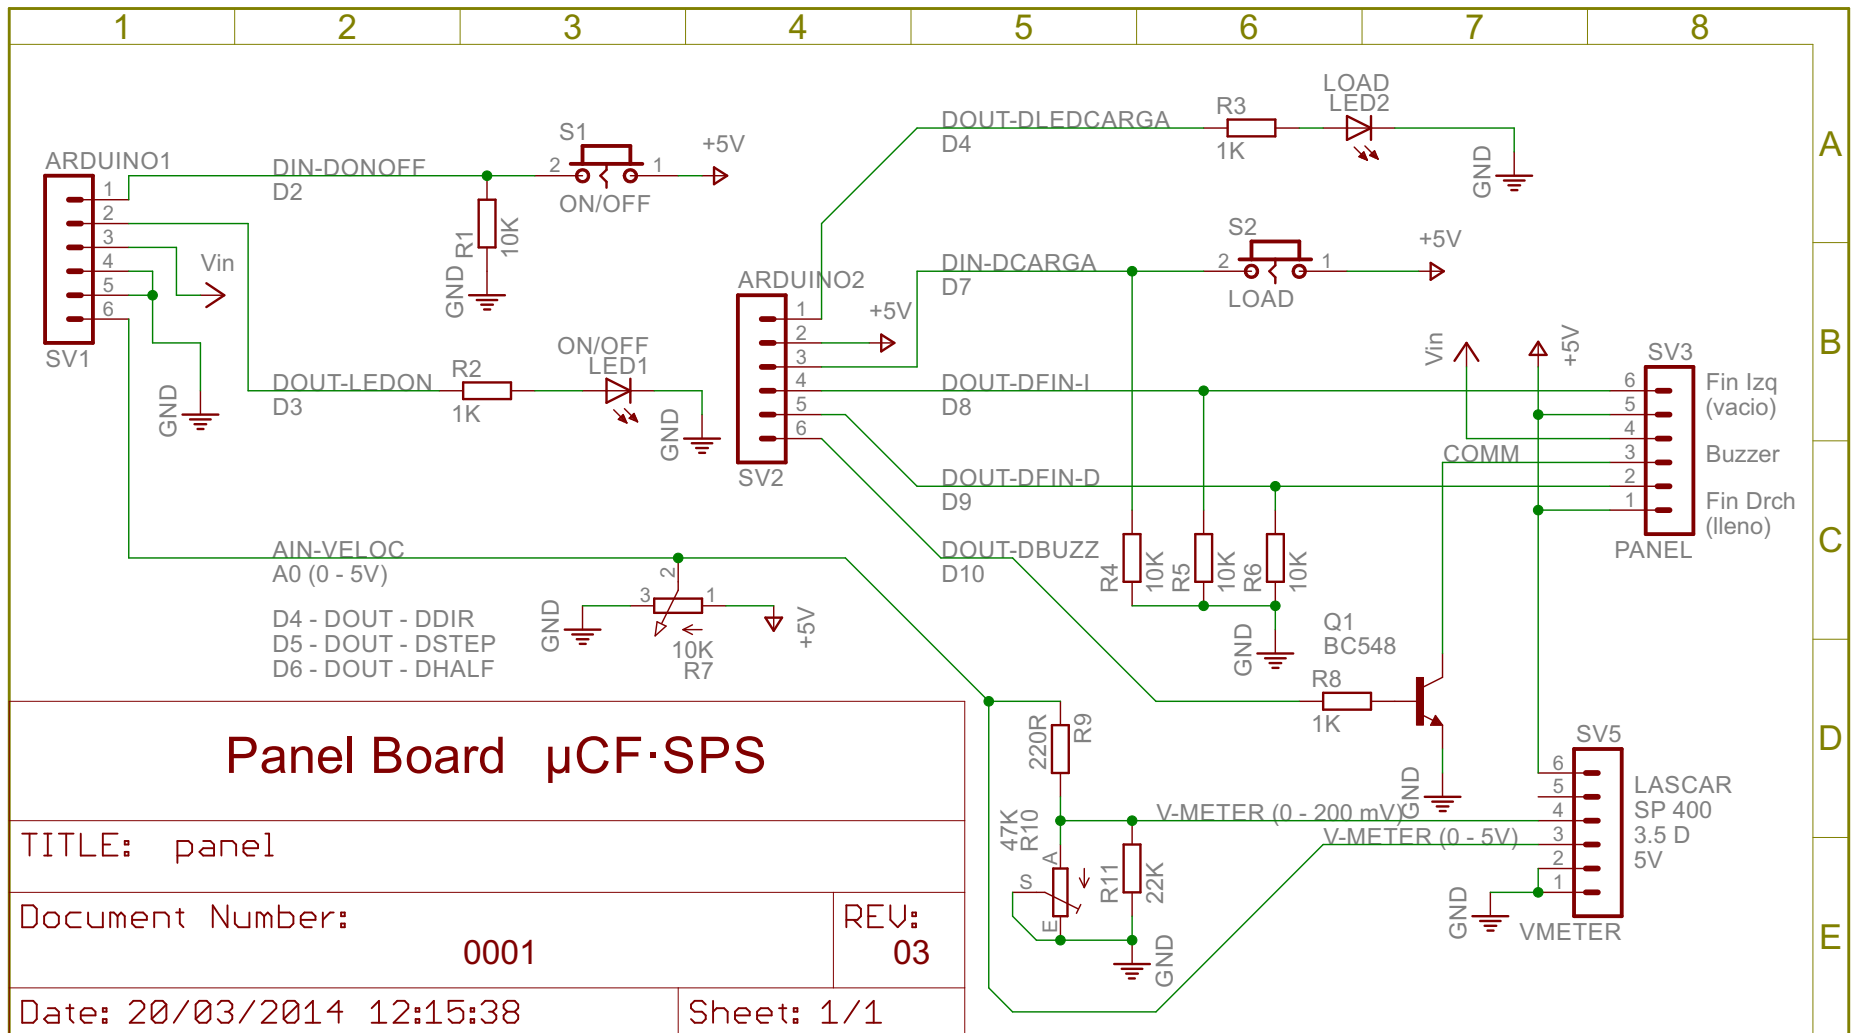 1 2 3 4 5 6 7 8
A
B
C
D
E
ARDUINO1
1
2
3
4
5
6
SV1
DIN-DONOFF
D2
S1
2 1
ON/OFF
+5V
R1
10K
GND
Vin
GND
DOUT-LEDON
D3
R2
1K
ON/OFF
LED1
GND
AIN-VELOC
A0 (0 - 5V)
D4 - DOUT - DDIR
D5 - DOUT - DSTEP
D6 - DOUT - DHALF
GND
3
2
1
10K
R7
+5V
ARDUINO2
1
2
3
4
5
6
SV2
+5V
DOUT-DLEDCARGA
D4
R3
1K
LOAD
LED2
GND
DIN-DCARGA
D7
S2
2 1
LOAD
+5V
DOUT-DFIN-I
D8
DOUT-DFIN-D
D9
DOUT-DBUZZ
D10
R4
10K
R5
10K
R6
10K
GND
Vin
+5V
COMM
SV3
6
5
4
3
2
1
Fin Izq
(vacio)
Buzzer
Fin Drch
(lleno)
PANEL
Q1
BC548
R8
1K
GND
220R
R9
47K
R10
A
S
E
R11
22K
GND
V-METER (0 - 200 mV)
V-METER (0 - 5V)
SV5
6
5
4
3
2
1
LASCAR
SP 400
3.5 D
5V
GND
VMETER
Panel Board µCF·SPS
TITLE: panel
Document Number:
0001
REV:
03
Date: 20/03/2014 12:15:38
Sheet: 1/1